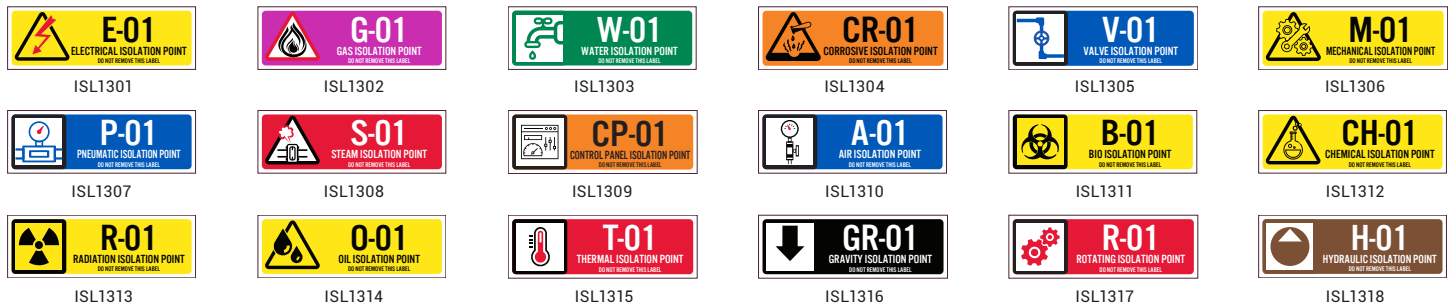 E-01
ELECTRICAL ISOLATION POINT
DO NOT REMOVE THIS LABEL
ISL1301
G-01
GAS ISOLATION POINT
DO NOT REMOVE THIS LABEL
ISL1302
W-01
WATER ISOLATION POINT
DO NOT REMOVE THIS LABEL
ISL1303
CR-01
CORROSIVE ISOLATION POINT
DO NOT REMOVE THIS LABEL
ISL1304
V-01
VALVE ISOLATION POINT
DO NOT REMOVE THIS LABEL
ISL1305
M-01
MECHANICAL ISOLATION POINT
DO NOT REMOVE THIS LABEL
ISL1306
P-01
PNEUMATIC ISOLATION POINT
DO NOT REMOVE THIS LABEL
ISL1307
S-01
STEAM ISOLATION POINT
DO NOT REMOVE THIS LABEL
ISL1308
CP-01
CONTROL PANEL ISOLATION POINT
DO NOT REMOVE THIS LABEL
ISL1309
A-01
AIR ISOLATION POINT
DO NOT REMOVE THIS LABEL
ISL1310
B-01
BIO ISOLATION POINT
DO NOT REMOVE THIS LABEL
ISL1311
CH-01
CHEMICAL ISOLATION POINT
DO NOT REMOVE THIS LABEL
ISL1312
R-01
RADIATION ISOLATION POINT
DO NOT REMOVE THIS LABEL
ISL1313
O-01
OIL ISOLATION POINT
DO NOT REMOVE THIS LABEL
ISL1314
T-01
THERMAL ISOLATION POINT
DO NOT REMOVE THIS LABEL
ISL1315
GR-01
GRAVITY ISOLATION POINT
DO NOT REMOVE THIS LABEL
ISL1316
R-01
ROTATING ISOLATION POINT
DO NOT REMOVE THIS LABEL
ISL1317
H-01
HYDRAULIC ISOLATION POINT
DO NOT REMOVE THIS LABEL
ISL1318